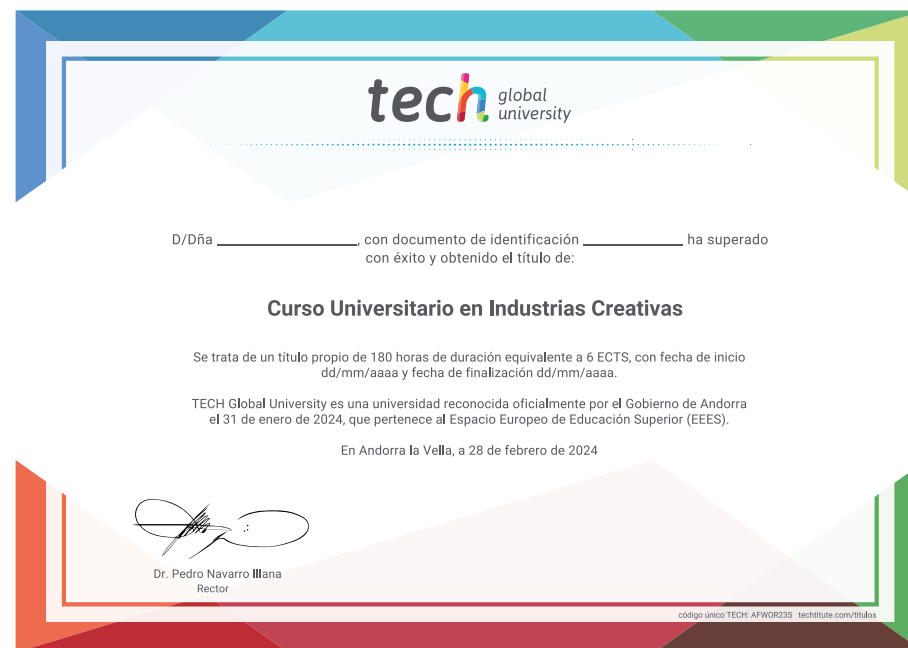 tech global university
D/Dña ____________, con documento de identificación ____________ ha superado
con éxito y obtenido el título de:
Curso Universitario en Industrias Creativas
Se trata de un título propio de 180 horas de duración equivalente a 6 ECTS, con fecha de inicio
dd/mm/aaaa y fecha de finalización dd/mm/aaaa.
TECH Global University es una universidad reconocida oficialmente por el Gobierno de Andorra
el 31 de enero de 2024, que pertenece al Espacio Europeo de Educación Superior (EEES).
En Andorra la Vella, a 28 de febrero de 2024
Dr. Pedro Navarro Illana
Rector
código único TECH: AFWOR23S techtitute.com/titulos